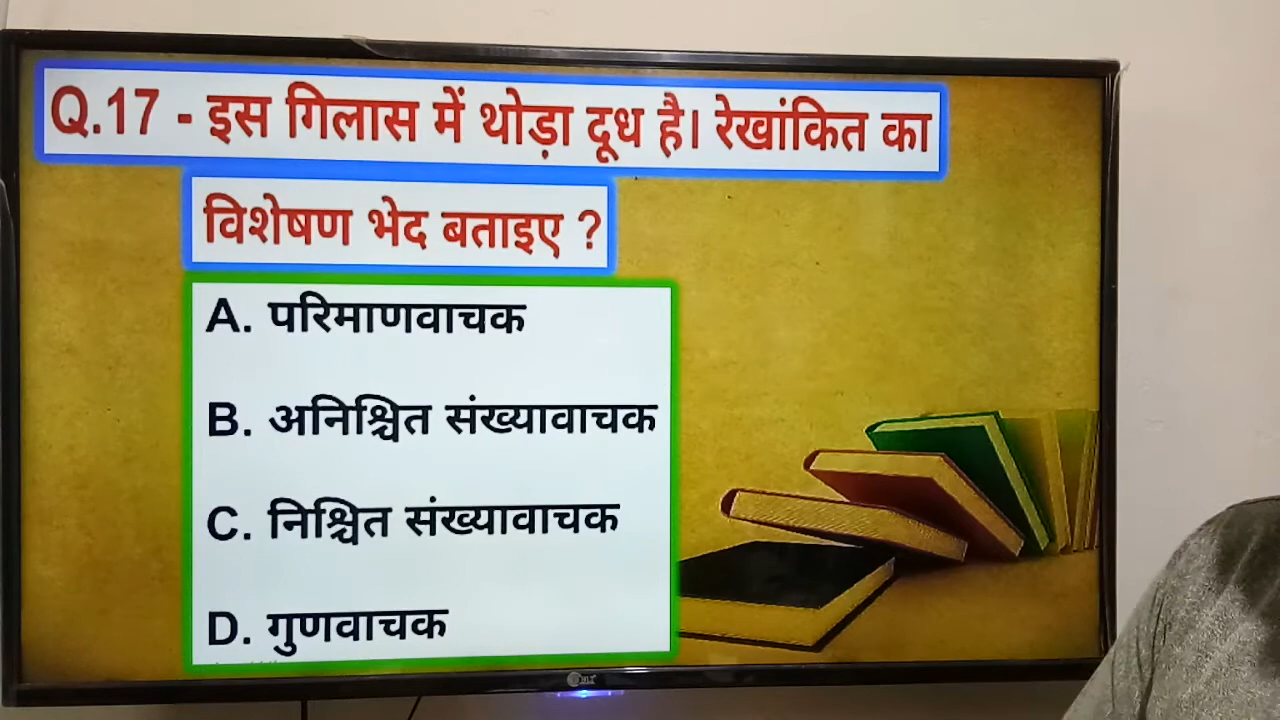 Q.17 - इस गिलास में थोड़ा दूध है। रेखांकित का
विशेषण भेद बताइए ?
A. परिमाणवाचक
B. अनिश्चित संख्यावाचक
C. निश्चित संख्यावाचक
D. गुणवाचक